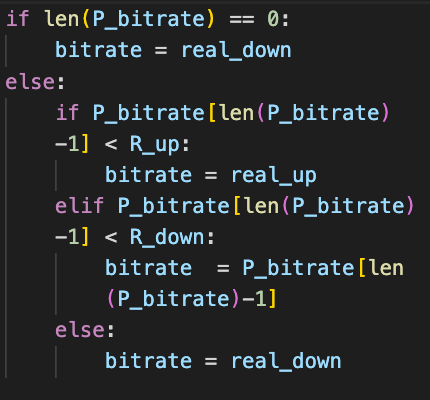 if len(P_bitrate) == 0:
    bitrate = real_down
else:
    if P_bitrate[len(P_bitrate)
    -1] < R_up:
        bitrate = real_up
    elif P_bitrate[len(P_bitrate)
    -1] < R_down:
        bitrate  = P_bitrate[len
        (P_bitrate)-1]
    else:
        bitrate = real_down